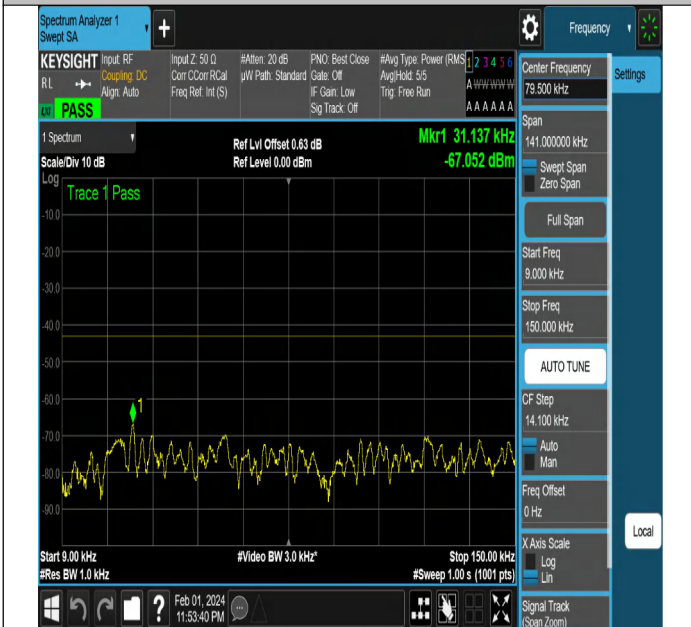 Spectrum Analyzer 1
Swept SA
+
Frequency
KEYSIGHT
RL
LXI
PASS
Input: RF
Coupling: DC
Align: Auto
Input Z: 50 Ω
Corr CCorr RCal
Freq Ref: Int (S)
#Atten: 20 dB
µW Path: Standard
PNO: Best Close
Gate: Off
IF Gain: Low
Sig Track: Off
#Avg Type: Power (RMS
Avg|Hold: 5/5
Trig: Free Run
1 2 3 4 5 6
A W W W W W
A A A A A A
Center Frequency
79.500 kHz
Settings
1 Spectrum
Scale/Div 10 dB
Ref Lvl Offset 0.63 dB
Ref Level 0.00 dBm
Mkr1 31.137 kHz
-67.052 dBm
Log
Trace 1 Pass
-10.0
-20.0
-30.0
-40.0
-50.0
-60.0
-70.0
-80.0
-90.0
1
Span
141.000000 kHz
Swept Span
Zero Span
Full Span
Start Freq
9.000 kHz
Stop Freq
150.000 kHz
AUTO TUNE
CF Step
14.100 kHz
Auto
Man
Freq Offset
0 Hz
Local
X Axis Scale
Log
Lin
Signal Track
(Span Zoom)
Start 9.00 kHz
#Res BW 1.0 kHz
#Video BW 3.0 kHz*
Stop 150.00 kHz
#Sweep 1.00 s (1001 pts)
?
Feb 01, 2024
11:53:40 PM